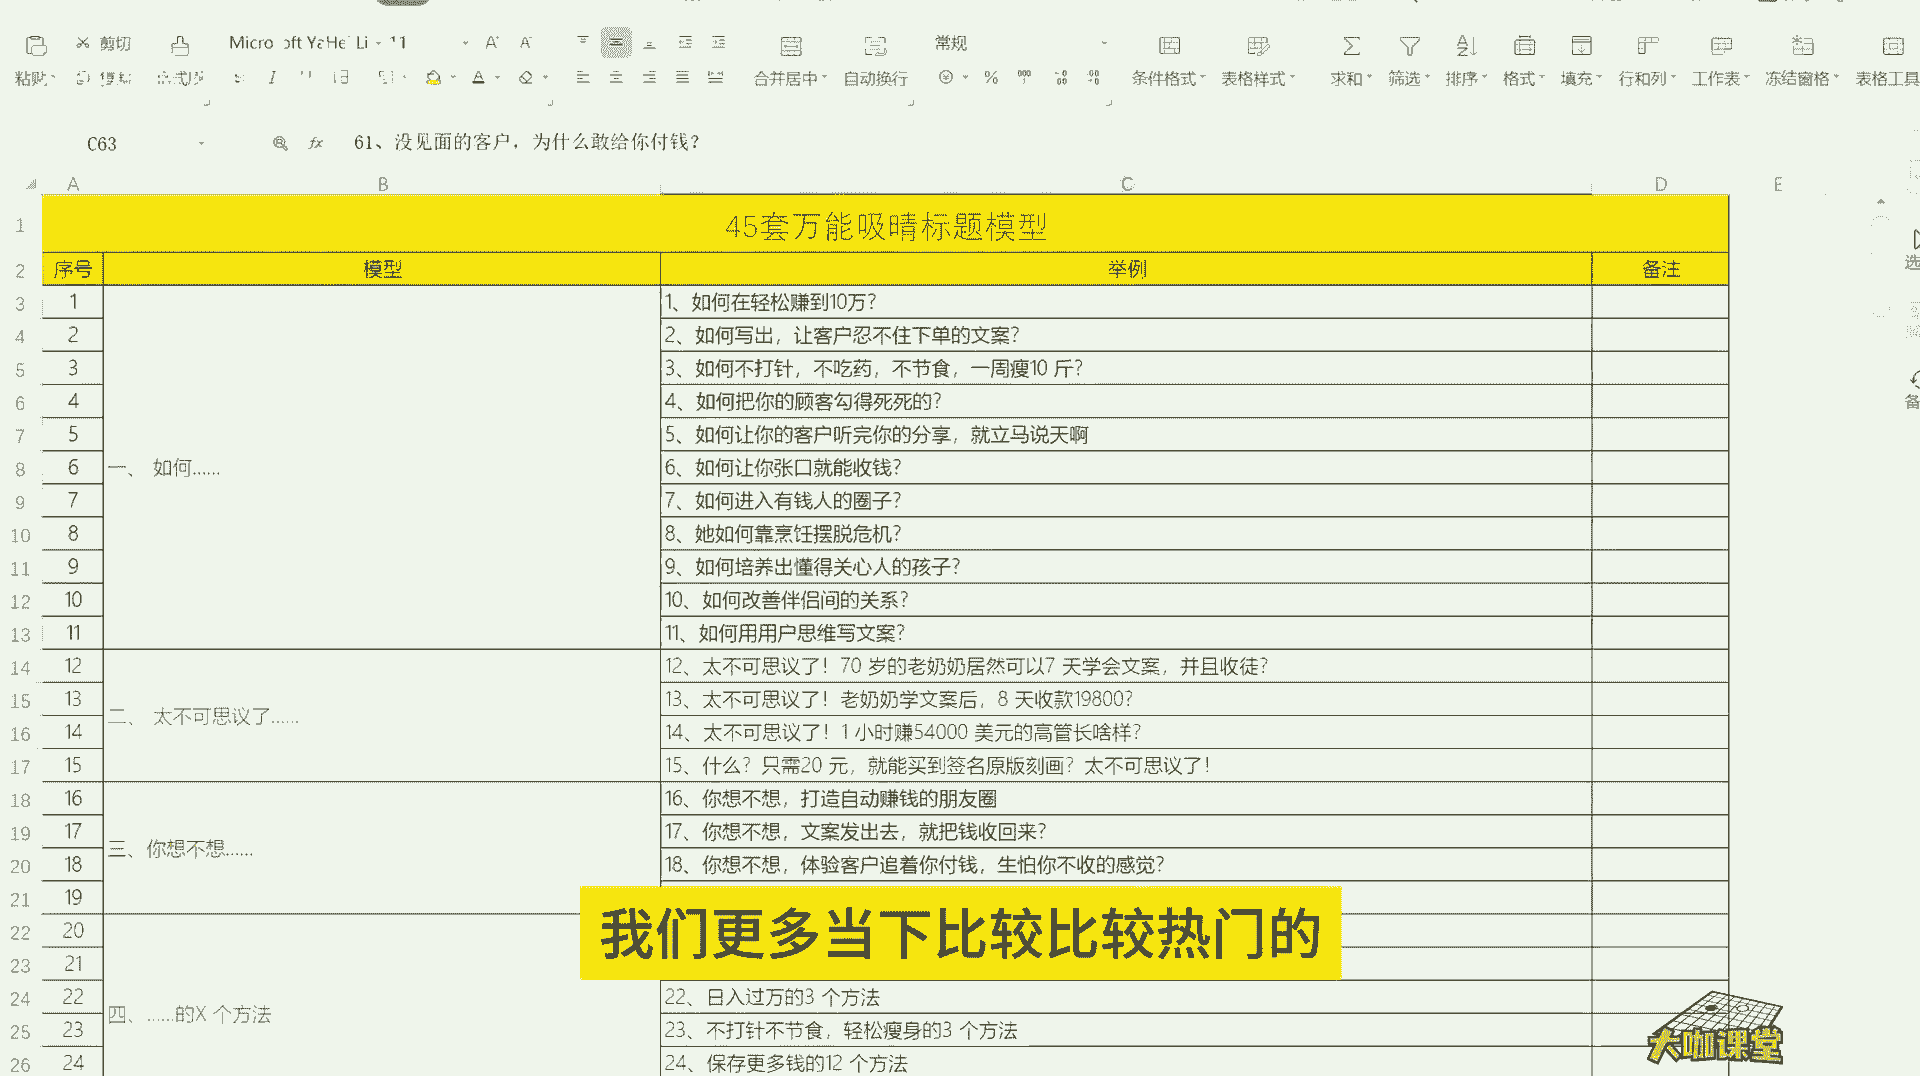 剪切
11
A+
A-
常规
粘贴
合并居中
自动换行
条件格式
表格样式
求和
筛选
排序
格式
填充
行和列
工作表
冻结窗格
表格工具
C63
fx
61、没见面的客户，为什么敢给你付钱？
A B C D E
1 45套万能吸晴标题模型
2 序号 模型 举例 备注
3 1 1、如何在轻松赚到10万？
4 2 2、如何写出，让客户忍不住下单的文案？
5 3 3、如何不打针，不吃药，不节食，一周瘦10 斤？
6 4 4、如何把你的顾客勾得死死的？
7 5 5、如何让你的客户听完你的分享，就立马说天啊
8 6 一、 如何...... 6、如何让你张口就能收钱？
9 7 7、如何进入有钱人的圈子？
10 8 8、她如何靠烹饪摆脱危机？
11 9 9、如何培养出懂得关心人的孩子？
12 10 10、如何改善伴侣间的关系？
13 11 11、如何用用户思维写文案？
14 12 12、太不可思议了！70 岁的老奶奶居然可以7 天学会文案，并且收徒？
15 13 二、 太不可思议了...... 13、太不可思议了！老奶奶学文案后，8 天收款19800？
16 14 14、太不可思议了！1 小时赚54000 美元的高管长啥样？
17 15 15、什么？只需20 元，就能买到签名原版刻画？太不可思议了！
18 16 16、你想不想，打造自动赚钱的朋友圈
19 17 三、你想不想...... 17、你想不想，文案发出去，就把钱收回来？
20 18 18、你想不想，体验客户追着你付钱，生怕你不收的感觉？
21 19
22 20
我们更多当下比较比较热门的
23 21
24 22 22、日入过万的3 个方法
25 23 四、......的X 个方法 23、不打针不节食，轻松瘦身的3 个方法
26 24 24、保存更多钱的12 个方法
大咖课堂